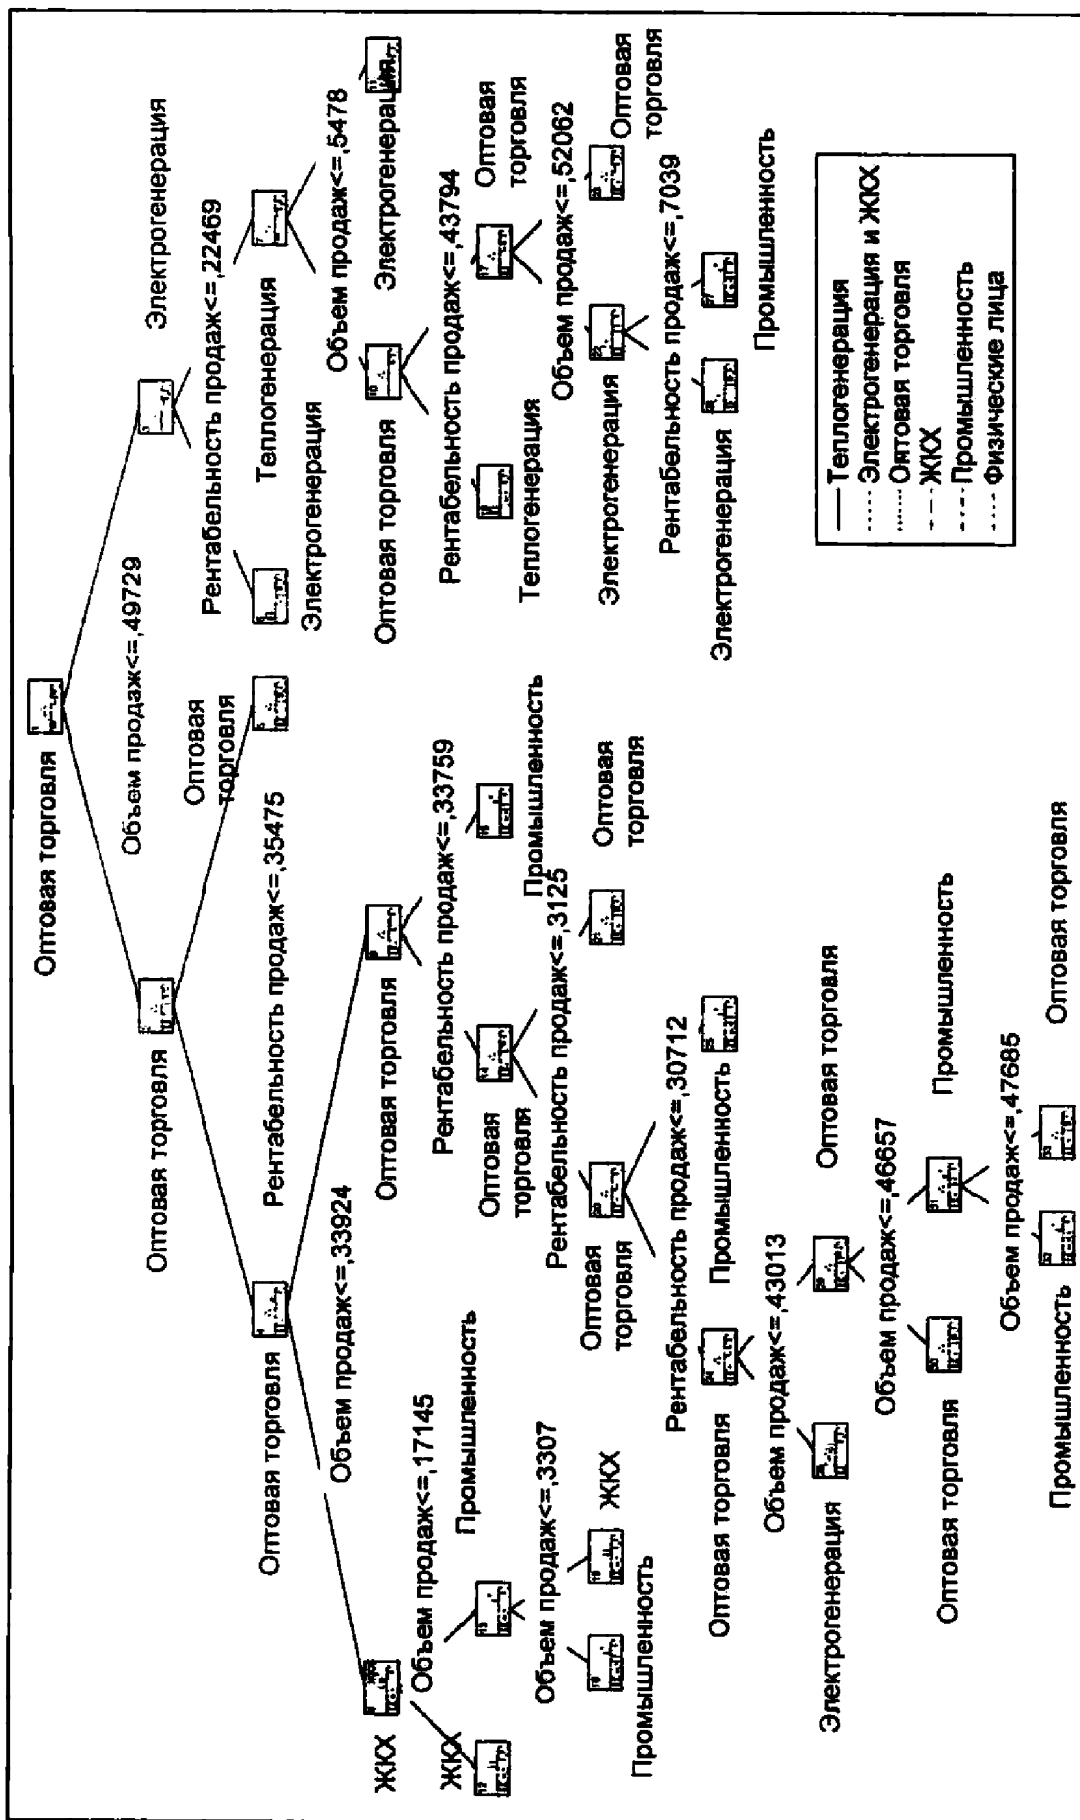 Оптовая торговля
Объем продаж<=,49729
Оптовая торговля
Электрогенерация
Рентабельность продаж<=,35475
Рентабельность продаж<=,22469
Оптовая торговля
Оптовая
торговля
Электрогенерация
Теплогенерация
Объем продаж<=,33924
Объем продаж<=,5478
ЖКХ
Оптовая торговля
Оптовая торговля
Электрогенерация
Объем продаж<=,17145
Рентабельность продаж<=,33759
Рентабельность продаж<=,43794
ЖКХ
Промышленность
Оптовая
торговля
Промышленность
Теплогенерация
Оптовая
торговля
Объем продаж<=,3307
Рентабельность продаж<=,3125
Объем продаж<=,52062
Промышленность
ЖКХ
Оптовая
торговля
Оптовая
торговля
Электрогенерация
Оптовая
торговля
Рентабельность продаж<=,30712
Рентабельность продаж<=,7039
Оптовая торговля
Промышленность
Электрогенерация
Промышленность
Объем продаж<=,43013
Электрогенерация
Оптовая торговля
Объем продаж<=,46657
Оптовая торговля
Промышленность
Объем продаж<=,47685
Промышленность
Оптовая торговля
Теплогенерация
Электрогенерация и ЖКХ
Оптовая торговля
ЖКХ
Промышленность
Физические лица